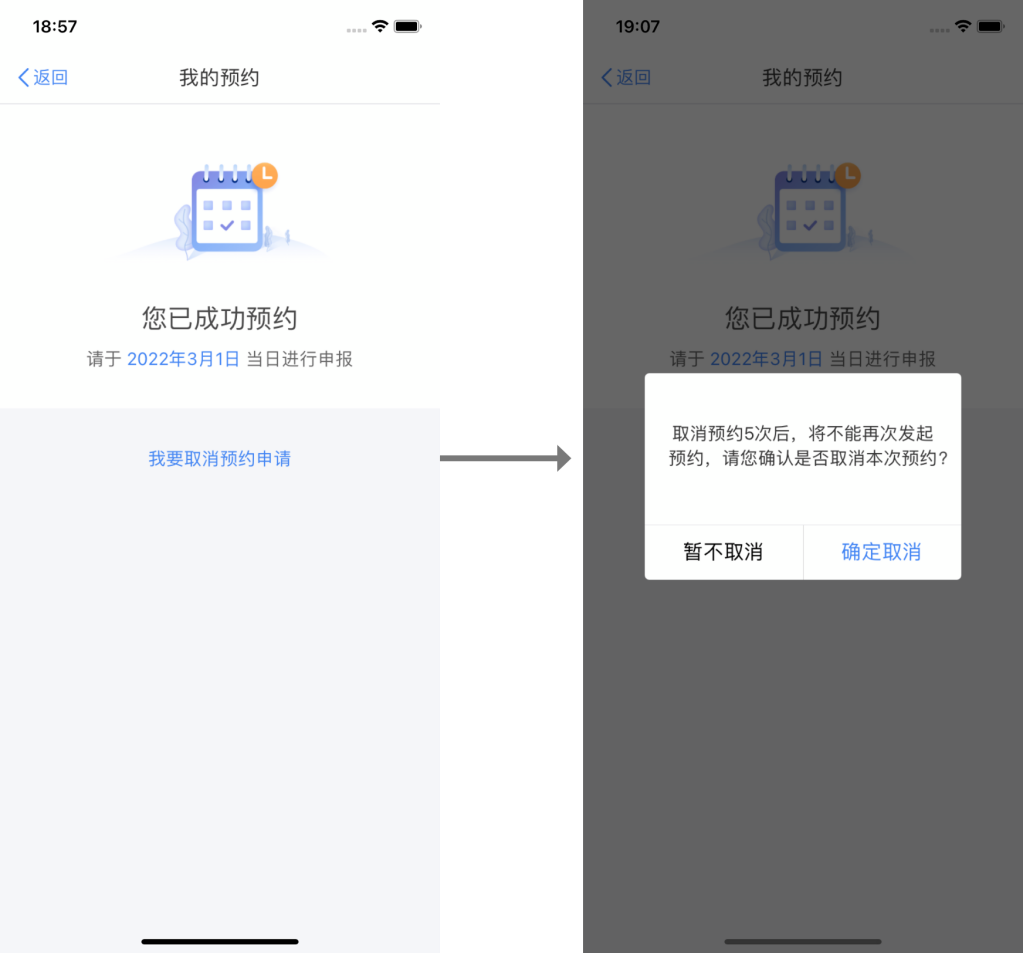 18:57
返回
我的预约
您已成功预约
请于 2022年3月1日 当日进行申报
我要取消预约申请
19:07
返回
我的预约
您已成功预约
请于 2022年3月1日 当日进行申报
取消预约5次后，将不能再次发起
预约，请您确认是否取消本次预约?
暂不取消
确定取消